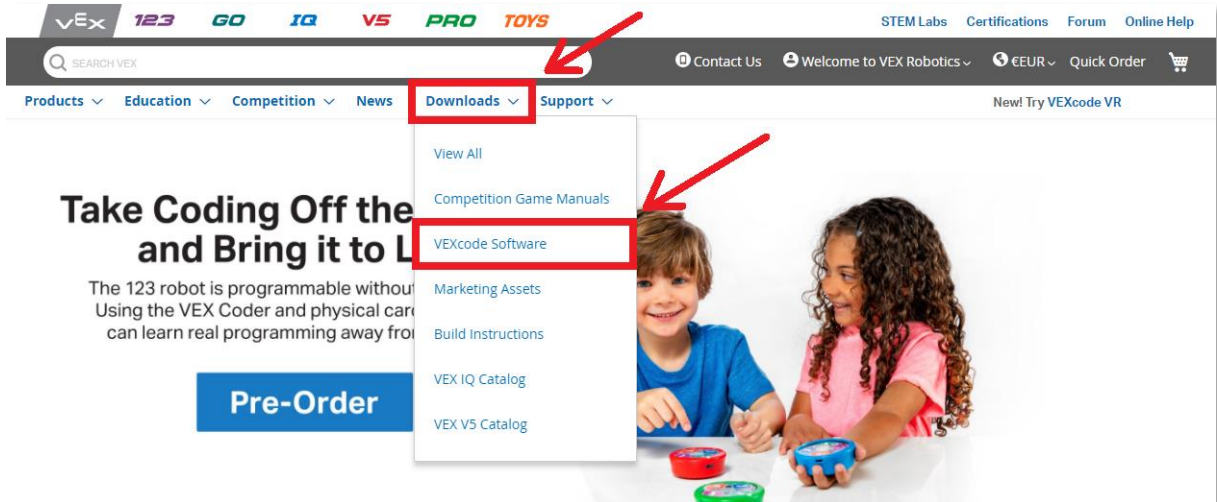 VEX 123 GO IQ V5 PRO TOYS STEM Labs Certifications Forum Online Help
SEARCH VEX Contact Us Welcome to VEX Robotics €EUR Quick Order
Products Education Competition News Downloads Support New! Try VEXcode VR
View All
Competition Game Manuals
VEXcode Software
Marketing Assets
Build Instructions
VEX IQ Catalog
VEX V5 Catalog
Take Coding Off the
and Bring it to L
The 123 robot is programmable without
Using the VEX Coder and physical car
can learn real programming away fro
Pre-Order